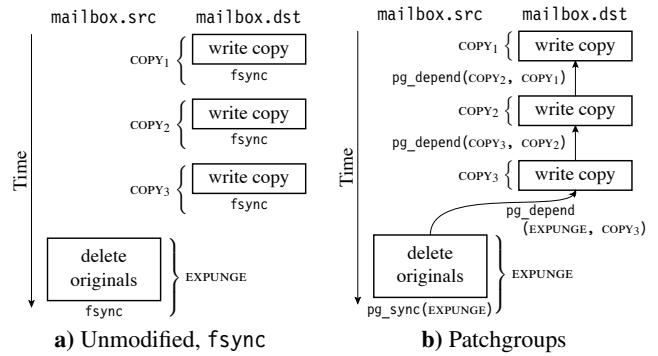 mailbox.src mailbox.dst
COPY1 write copy
fsync
COPY2 write copy
fsync
COPY3 write copy
fsync
Time
delete
originals
EXPUNGE
fsync
a) Unmodified, fsync
mailbox.src mailbox.dst
COPY1 write copy
pg_depend(COPY2, COPY1)
COPY2 write copy
pg_depend(COPY3, COPY2)
COPY3 write copy
Time
pg_depend
(EXPUNGE, COPY3)
delete
originals
EXPUNGE
pg_sync(EXPUNGE)
b) Patchgroups